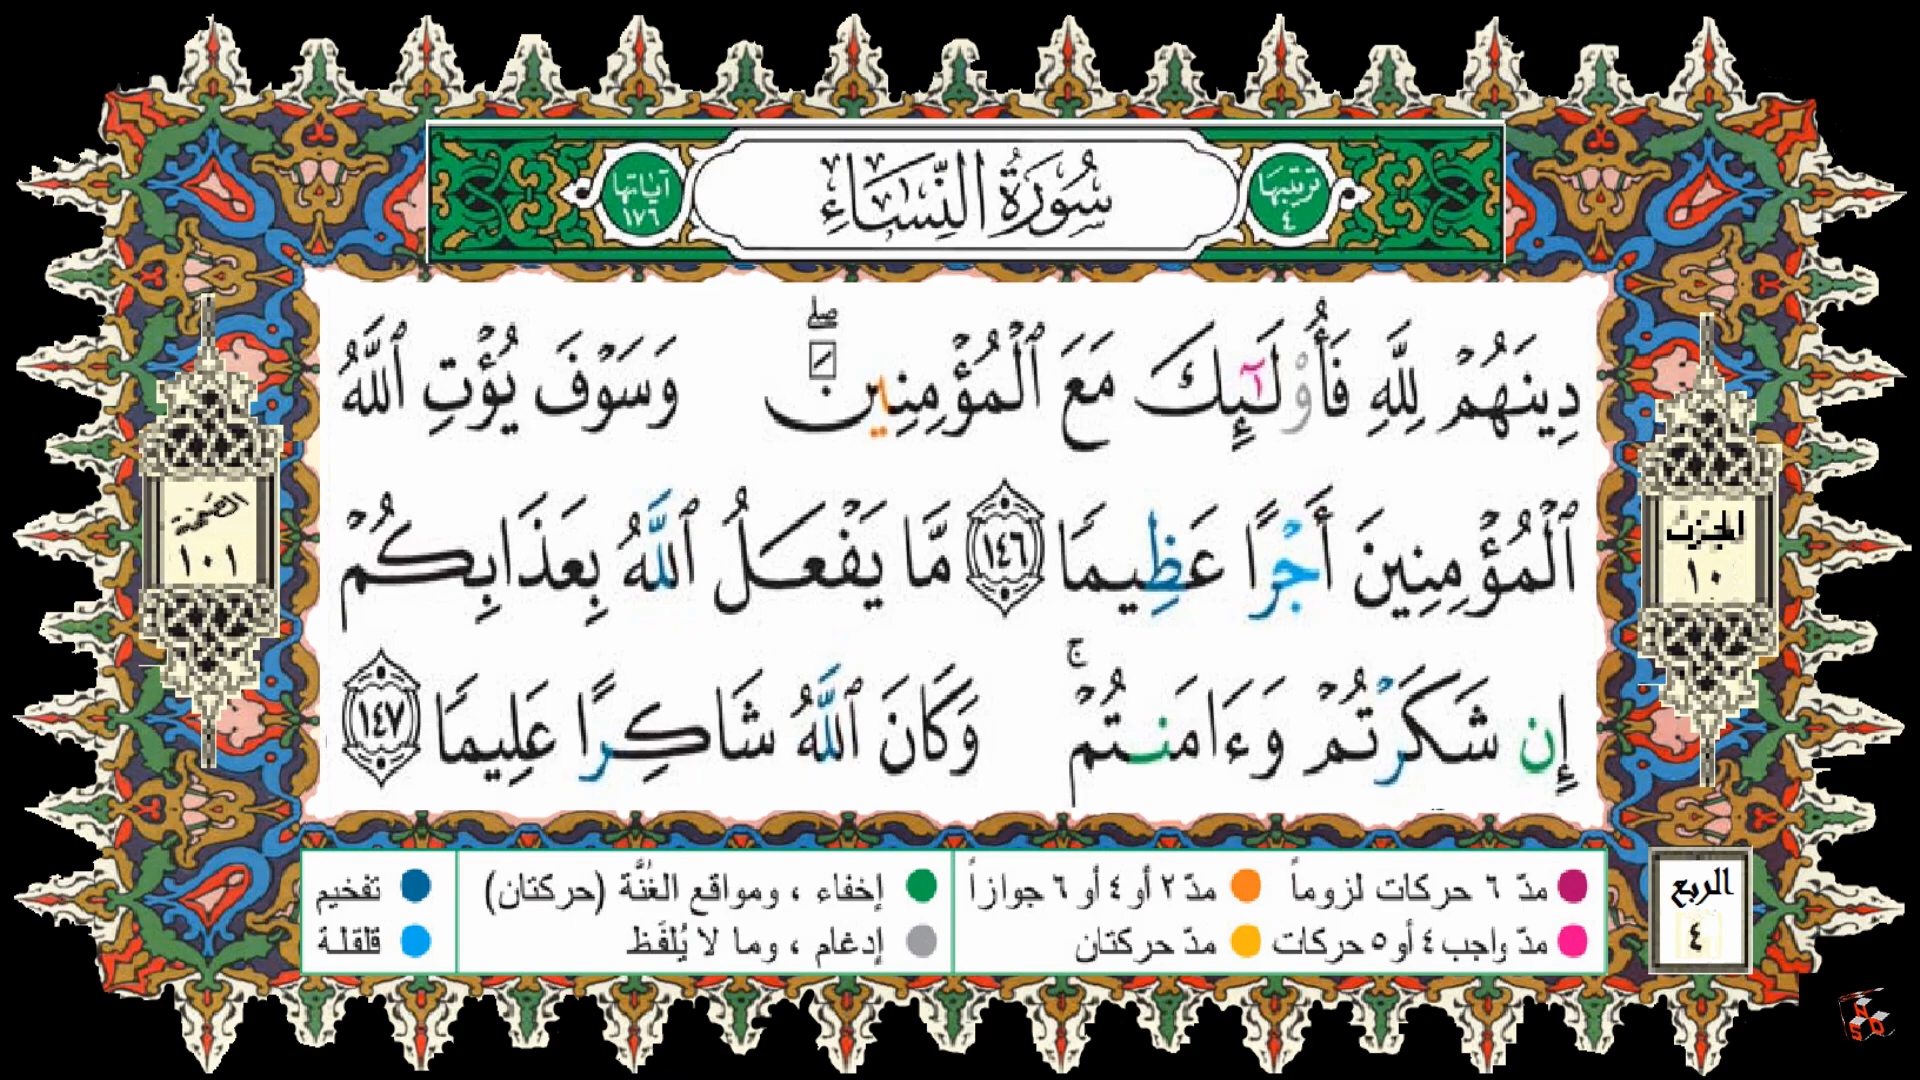 ترتيبها
٤
سُورَةُ النِّسَاءِ
آياتها
١٧٦
دِينَهُمْ لِلَّهِ فَأُو۟لَٰٓئِكَ مَعَ ٱلْمُؤْمِنِينَ ۖ وَسَوْفَ يُؤْتِ ٱللَّهُ
ٱلْمُؤْمِنِينَ أَجْرًا عَظِيمًا ١٤٦ مَّا يَفْعَلُ ٱللَّهُ بِعَذَابِكُمْ
إِن شَكَرْتُمْ وَءَامَنتُمْ ۚ وَكَانَ ٱللَّهُ شَاكِرًا عَلِيمًا ١٤٧
الحزب
١٠
الصفحة
١٠١
الربع
٤
مدّ ٦ حركات لزوماً مدّ ٢ أو ٤ أو ٦ جوازاً إخفاء ، ومواقع الغُنَّة (حركتان) تفخيم
مدّ واجب ٤ أو ٥ حركات مدّ حركتان إدغام ، وما لا يُلفَظ قلقلة